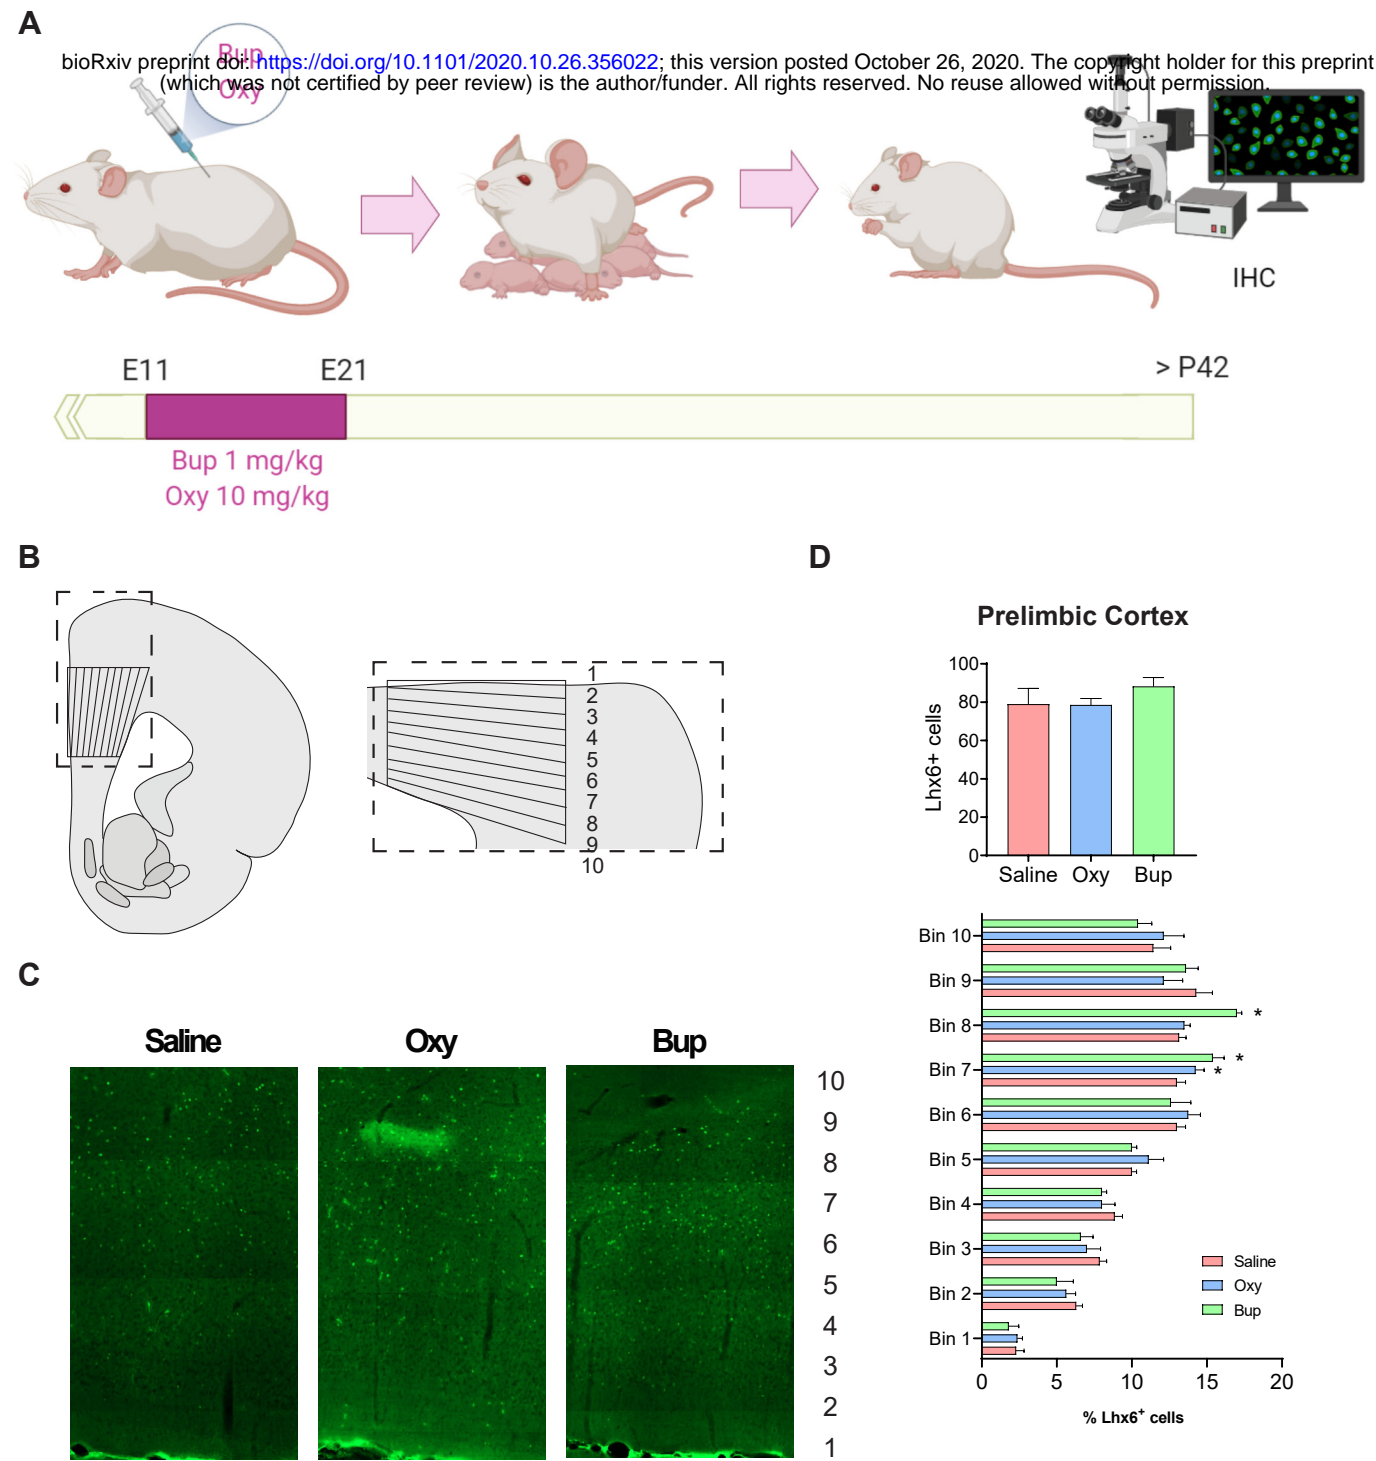 A
Bup
Oxy
bioRxiv preprint doi: https://doi.org/10.1101/2020.10.26.356022; this version posted October 26, 2020. The copyright holder for this preprint
(which was not certified by peer review) is the author/funder. All rights reserved. No reuse allowed without permission.
IHC
E11
E21
> P42
Bup 1 mg/kg
Oxy 10 mg/kg
B
1
2
3
4
5
6
7
8
9
10
C
Saline
Oxy
Bup
10
9
8
7
6
5
4
3
2
1
D
Prelimbic Cortex
Lhx6+ cells
100
80
60
40
20
0
Saline Oxy Bup
Bin 10
Bin 9
Bin 8
*
Bin 7
*
*
Bin 6
Bin 5
Bin 4
Bin 3
Bin 2
Bin 1
Saline
Oxy
Bup
0 5 10 15 20
% Lhx6+ cells